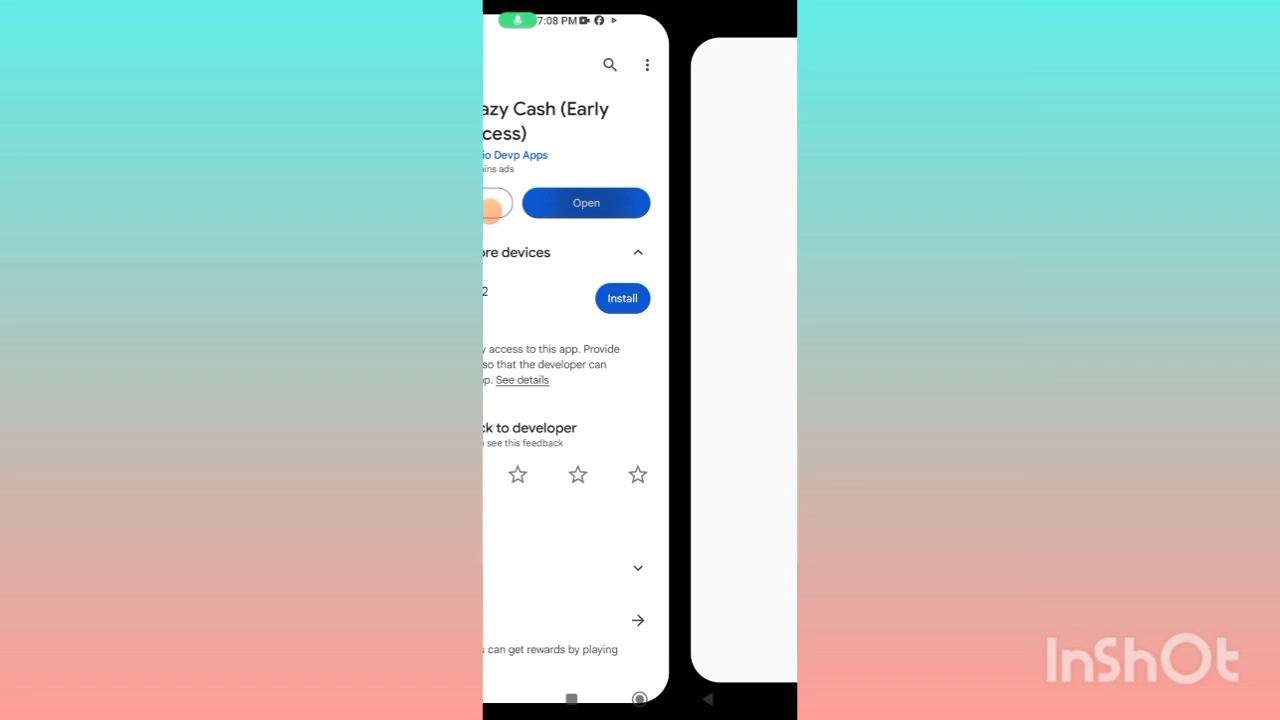 7:08 PM
azy Cash (Early
cess)
io Devp Apps
ins ads
Open
ore devices
2
Install
y access to this app. Provide
so that the developer can
p. See details
ck to developer
see this feedback
can get rewards by playing
InShOt